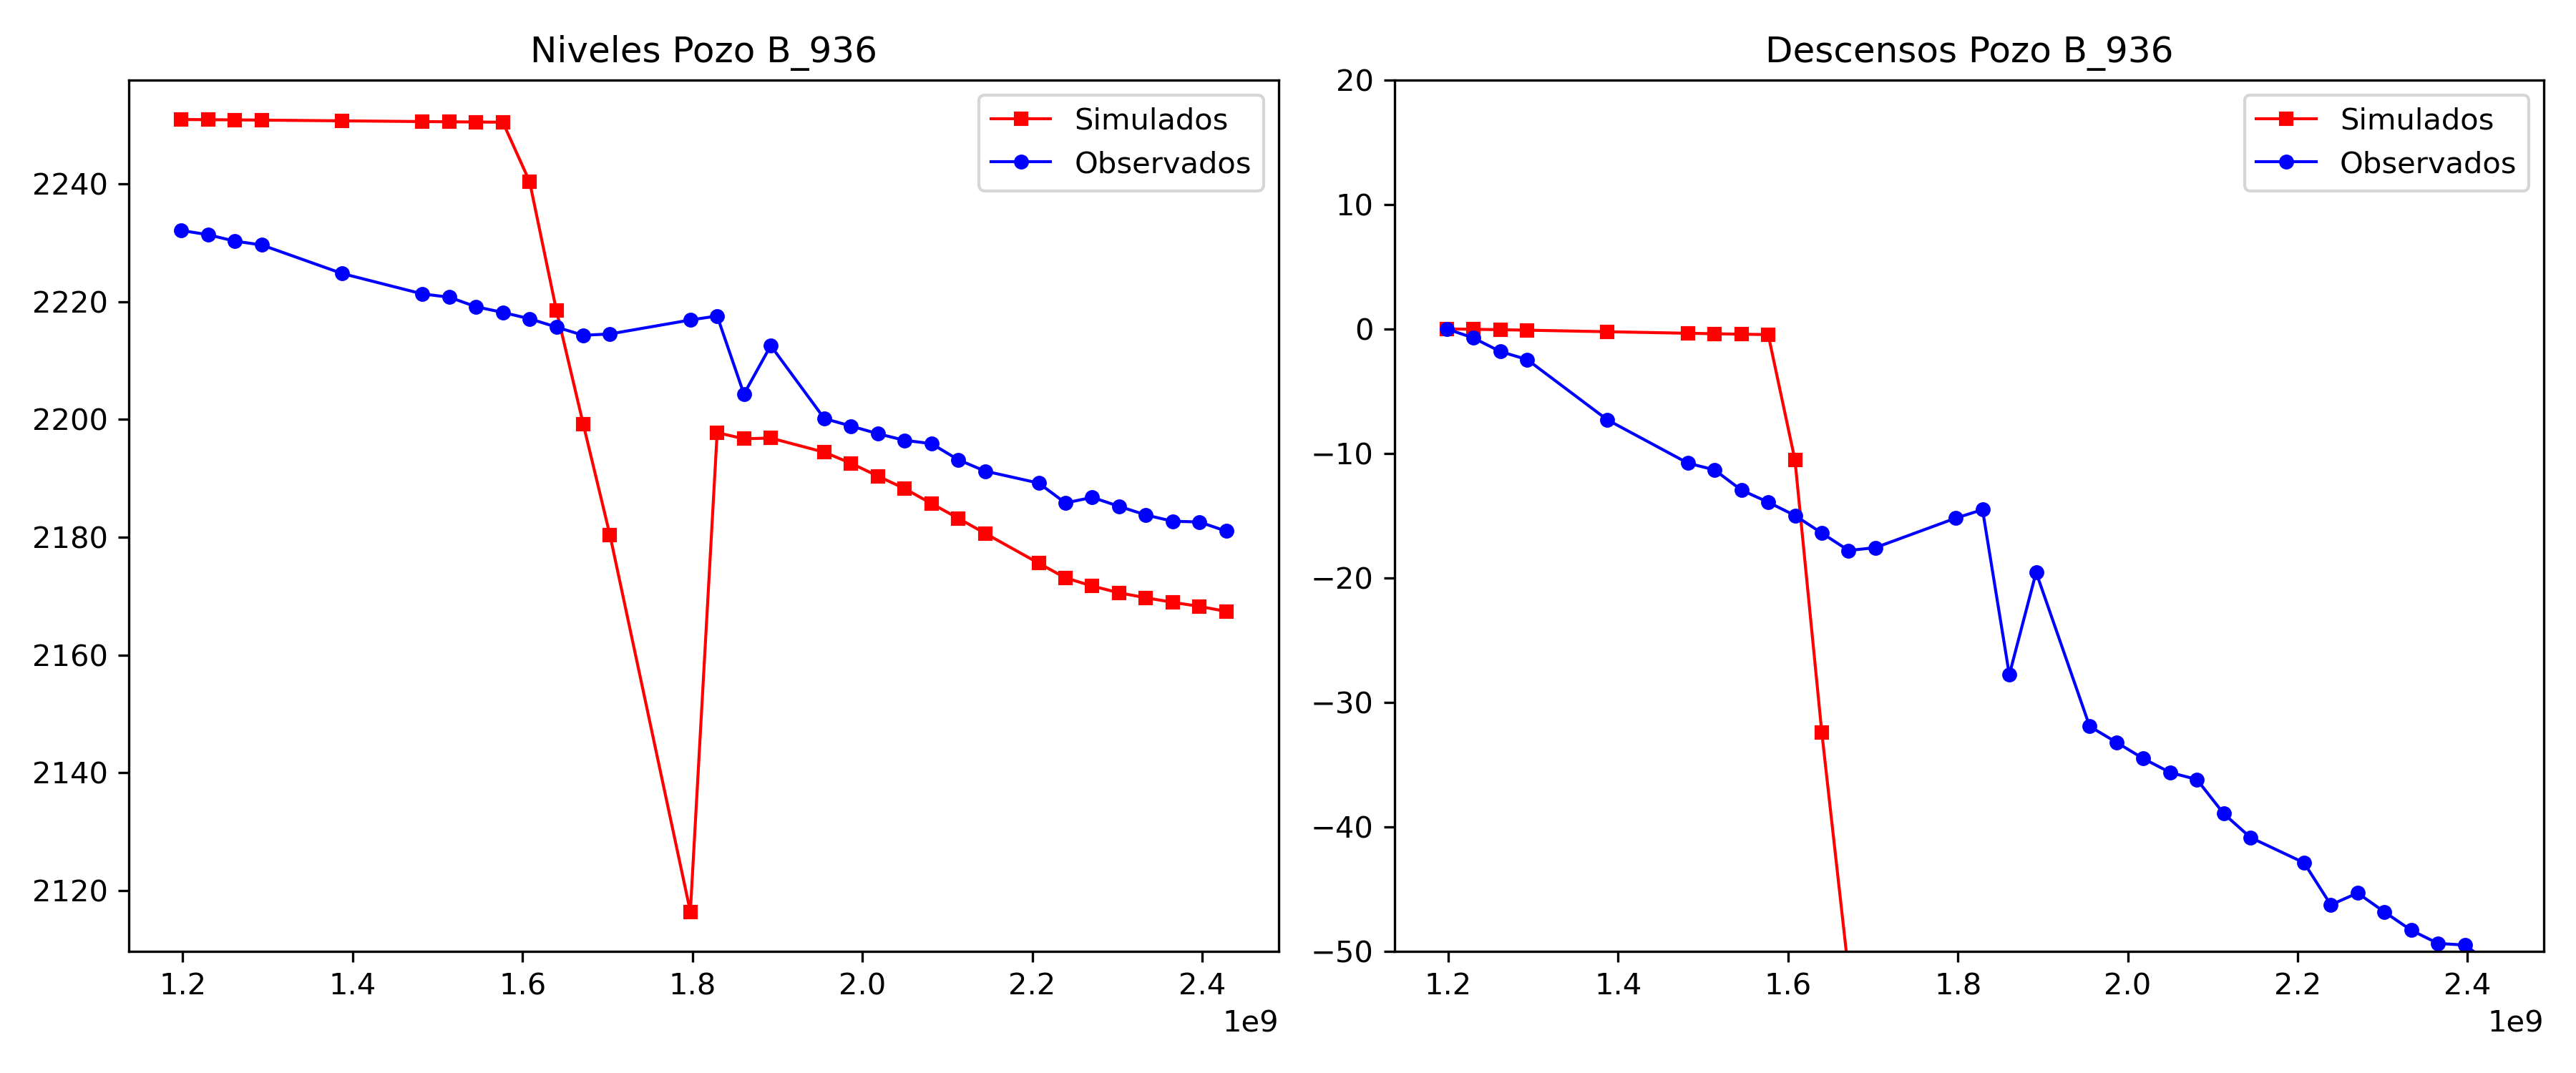 Niveles Pozo B_936
Simulados
Observados
2240
2220
2200
2180
2160
2140
2120
1.2 1.4 1.6 1.8 2.0 2.2 2.4
1e9
Descensos Pozo B_936
Simulados
Observados
20
10
0
−10
−20
−30
−40
−50
1.2 1.4 1.6 1.8 2.0 2.2 2.4
1e9